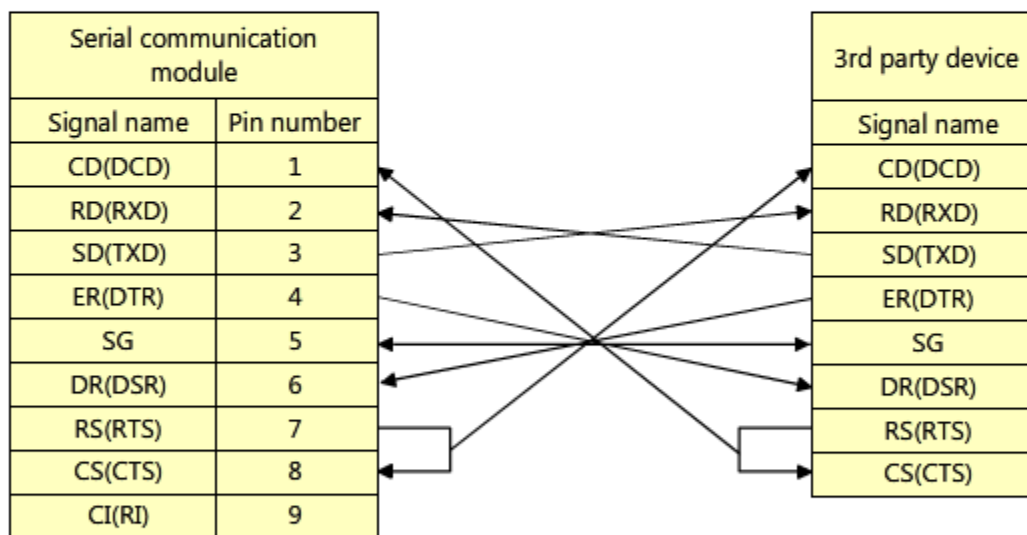 Serial communication
module
3rd party device
Signal name Pin number
Signal name
CD(DCD) 1
CD(DCD)
RD(RXD) 2
RD(RXD)
SD(TXD) 3
SD(TXD)
ER(DTR) 4
ER(DTR)
SG 5
SG
DR(DSR) 6
DR(DSR)
RS(RTS) 7
RS(RTS)
CS(CTS) 8
CS(CTS)
CI(RI) 9